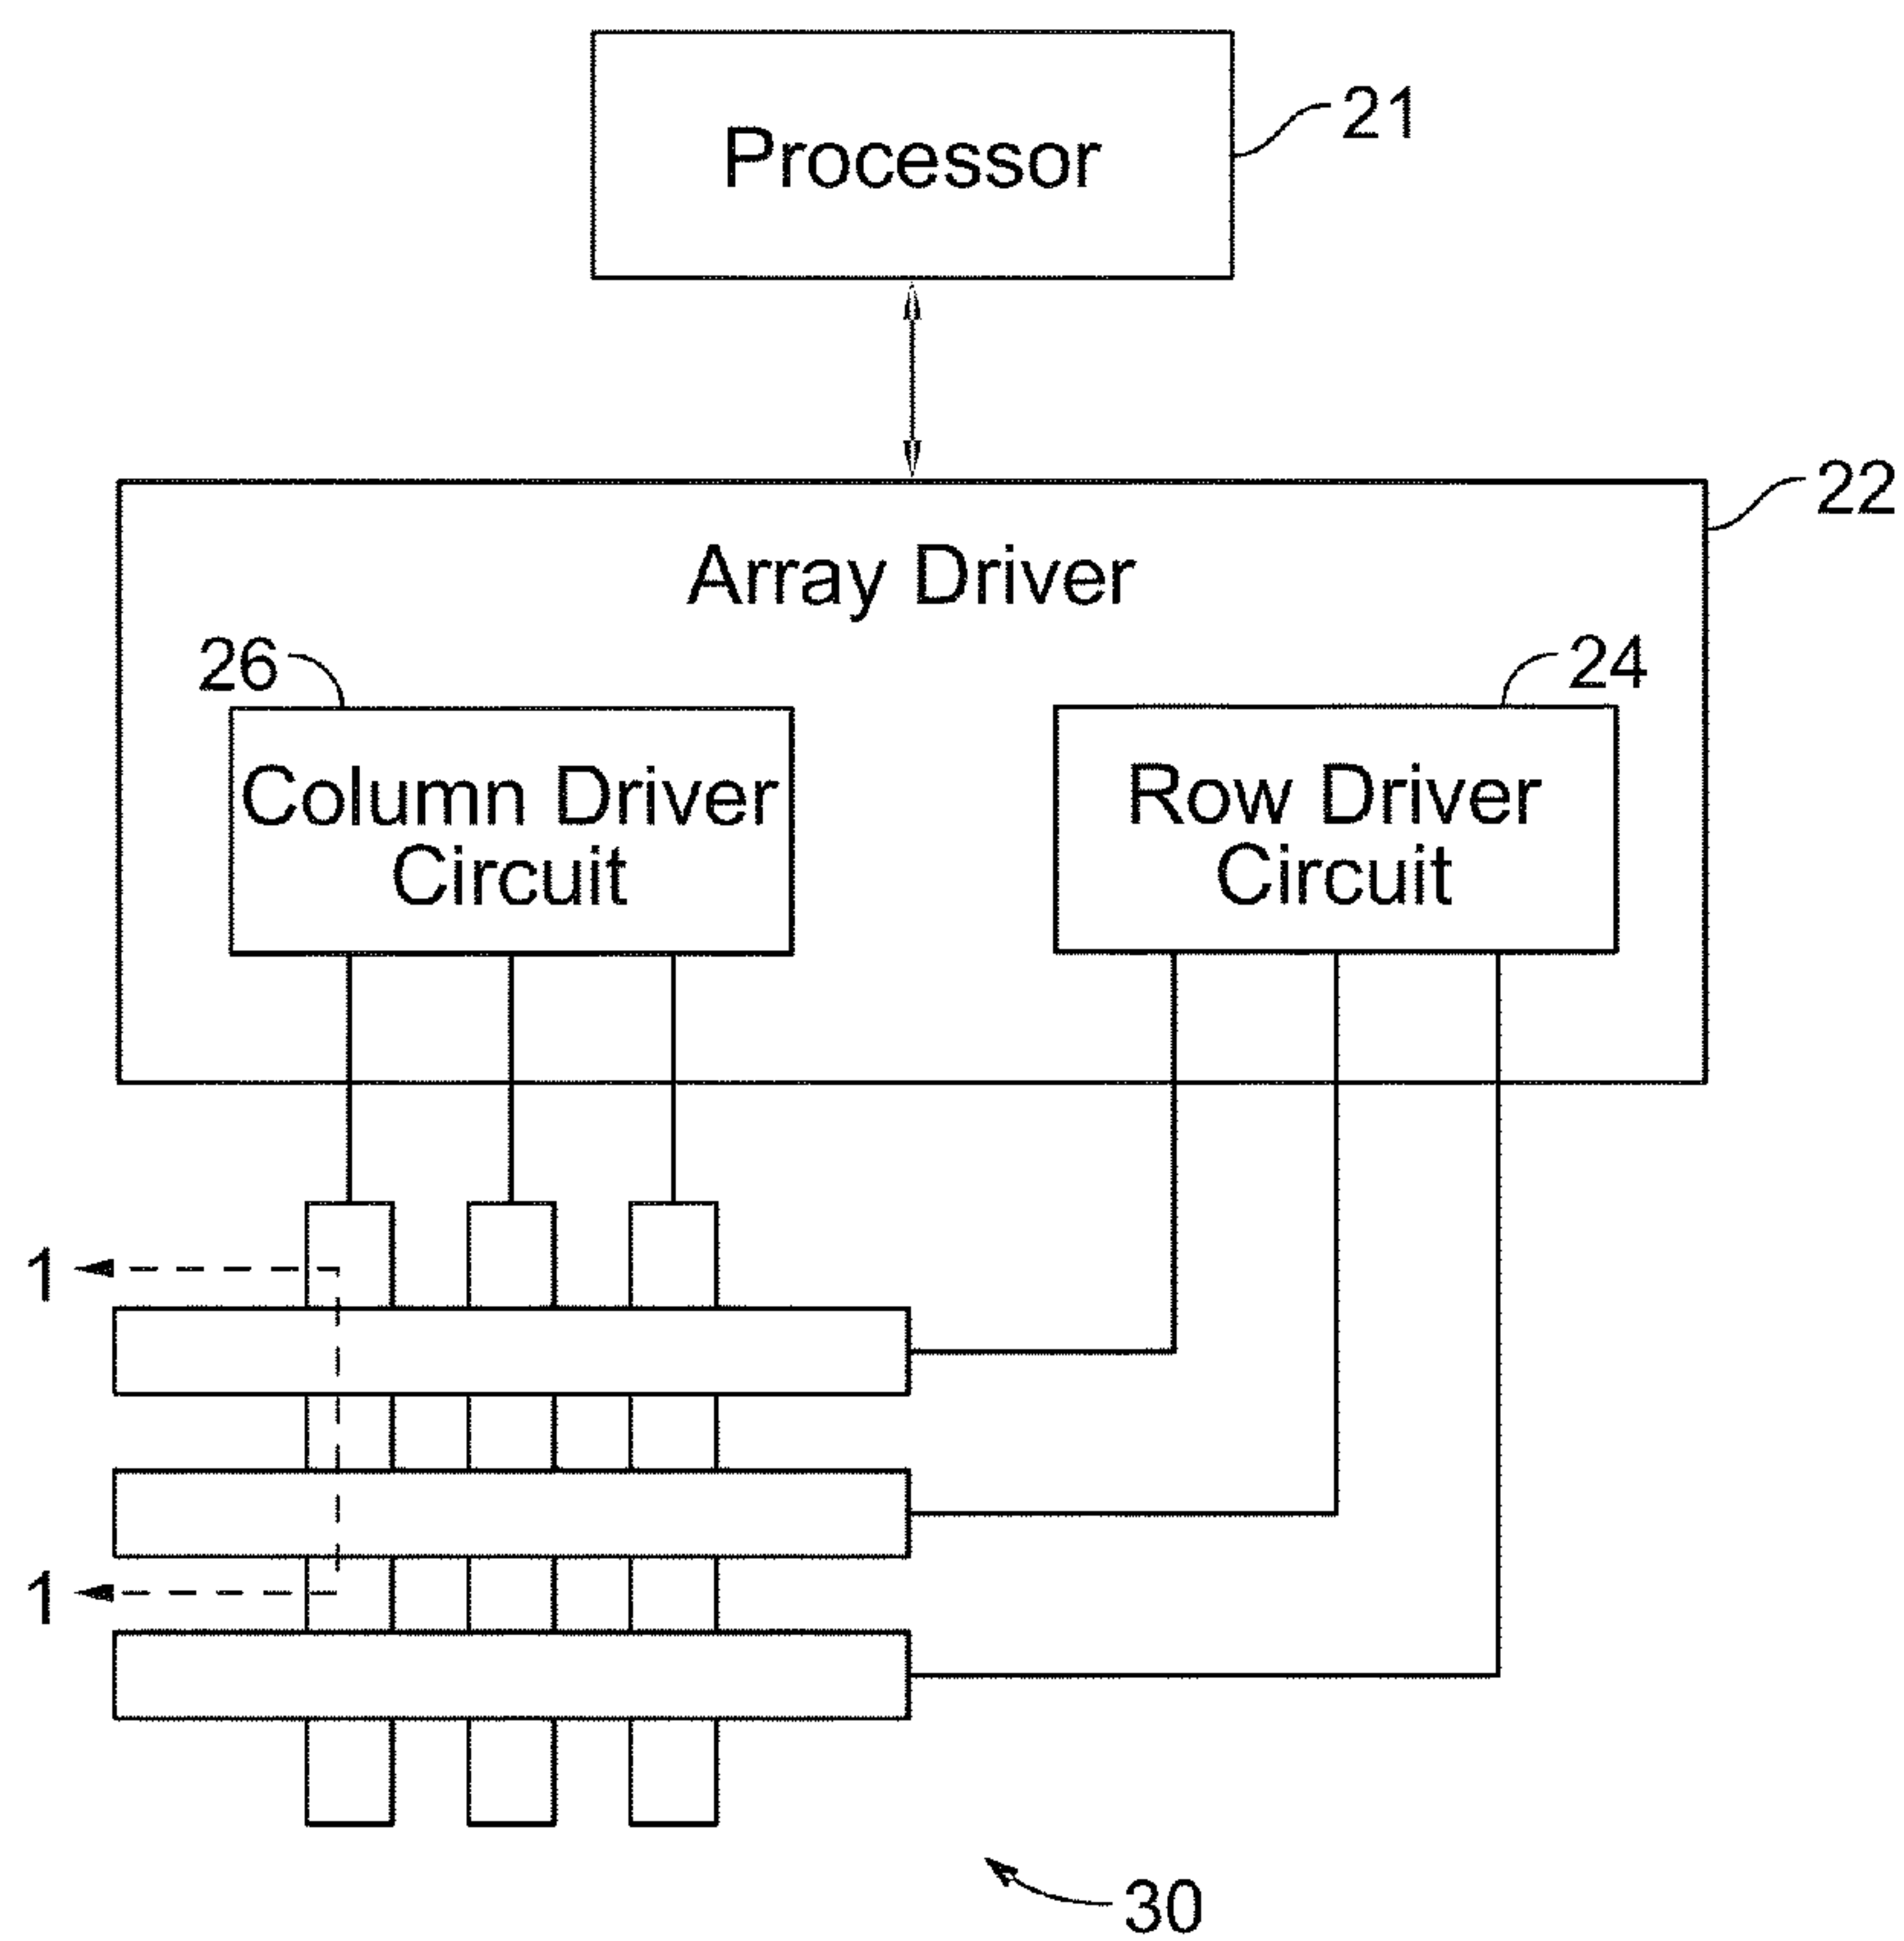 Processor
21
22
Array Driver
26
24
Column Driver
Circuit
Row Driver
Circuit
1
1
30